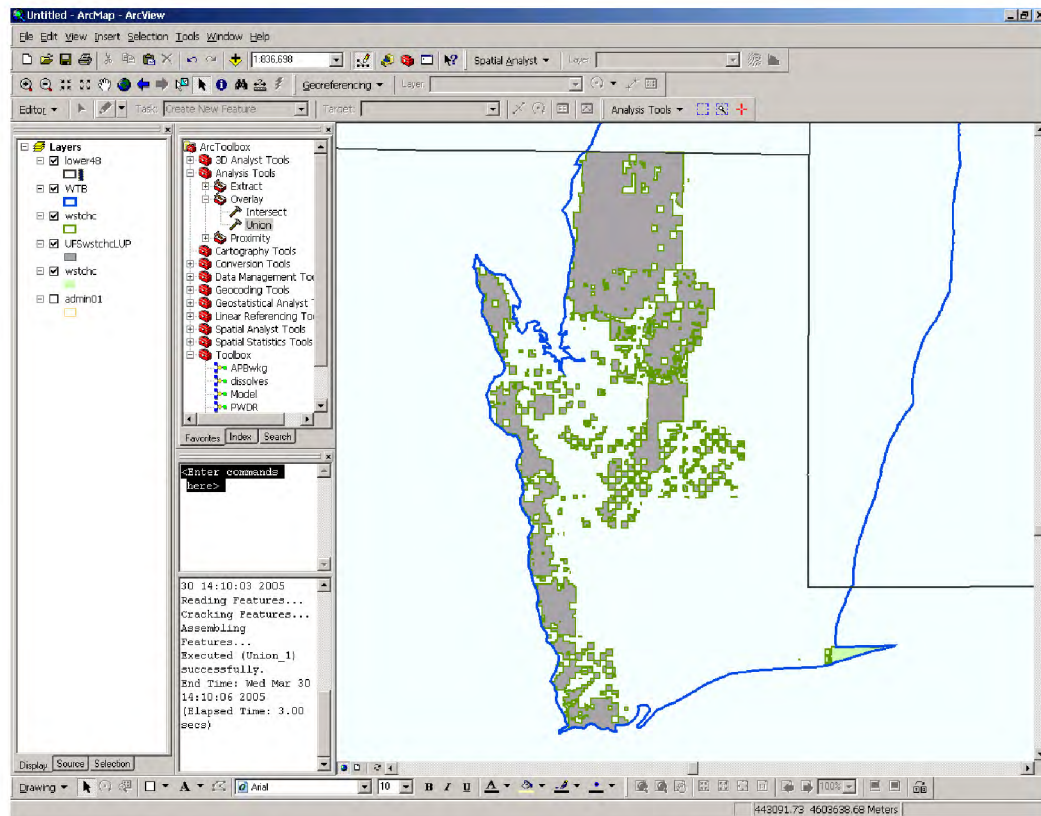 Untitled - ArcMap - ArcView
File Edit View Insert Selection Tools Window Help
1:836,698 Spatial Analyst Layer:
Georeferencing Layer:
Editor Task: Create New Feature Target: Analysis Tools
Layers
lower48
WTB
wstchc
UFSwstchcLUP
wstchc
admin01
ArcToolbox
3D Analyst Tools
Analysis Tools
Extract
Overlay
Intersect
Union
Proximity
Cartography Tools
Conversion Tools
Data Management Too
Geocoding Tools
Geostatistical Analyst T
Linear Referencing Too
Spatial Analyst Tools
Spatial Statistics Tools
Toolbox
APBwkg
dissolves
Model
PWDR
Favorites Index Search
<Enter commands
here>
30 14:10:03 2005
Reading Features...
Cracking Features...
Assembling
Features...
Executed (Union_1)
successfully.
End Time: Wed Mar 30
14:10:06 2005
(Elapsed Time: 3.00
secs)
Display Source Selection
Drawing A Arial 10 B I U A 100%
443091.73 4603638.68 Meters